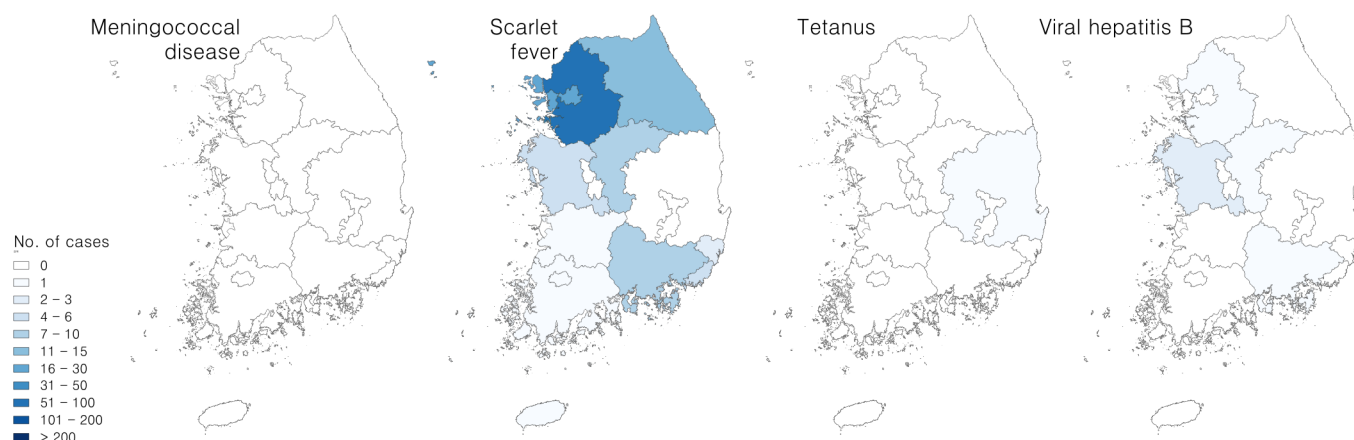 Meningococcal
disease
Scarlet
fever
Tetanus
Viral hepatitis B
No. of cases
0
1
2 – 3
4 – 6
7 – 10
11 – 15
16 – 30
31 – 50
51 – 100
101 – 200
> 200